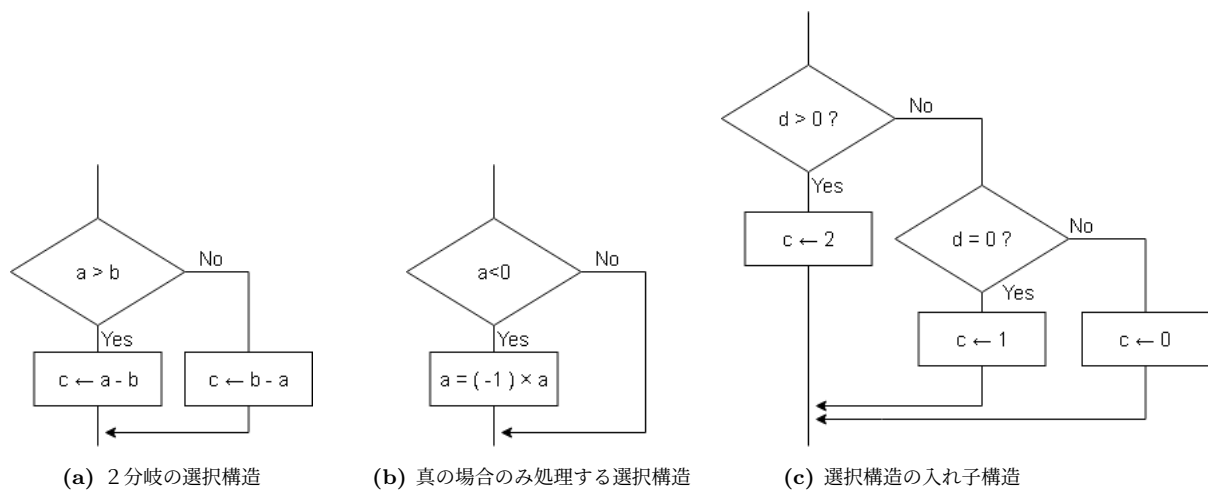 a > b
Yes
No
c ← a - b
c ← b - a
(a) 2分岐の選択構造
a<0
Yes
No
a = ( -1 ) × a
(b) 真の場合のみ処理する選択構造
d > 0 ?
Yes
No
c ← 2
d = 0 ?
Yes
No
c ← 1
c ← 0
(c) 選択構造の入れ子構造